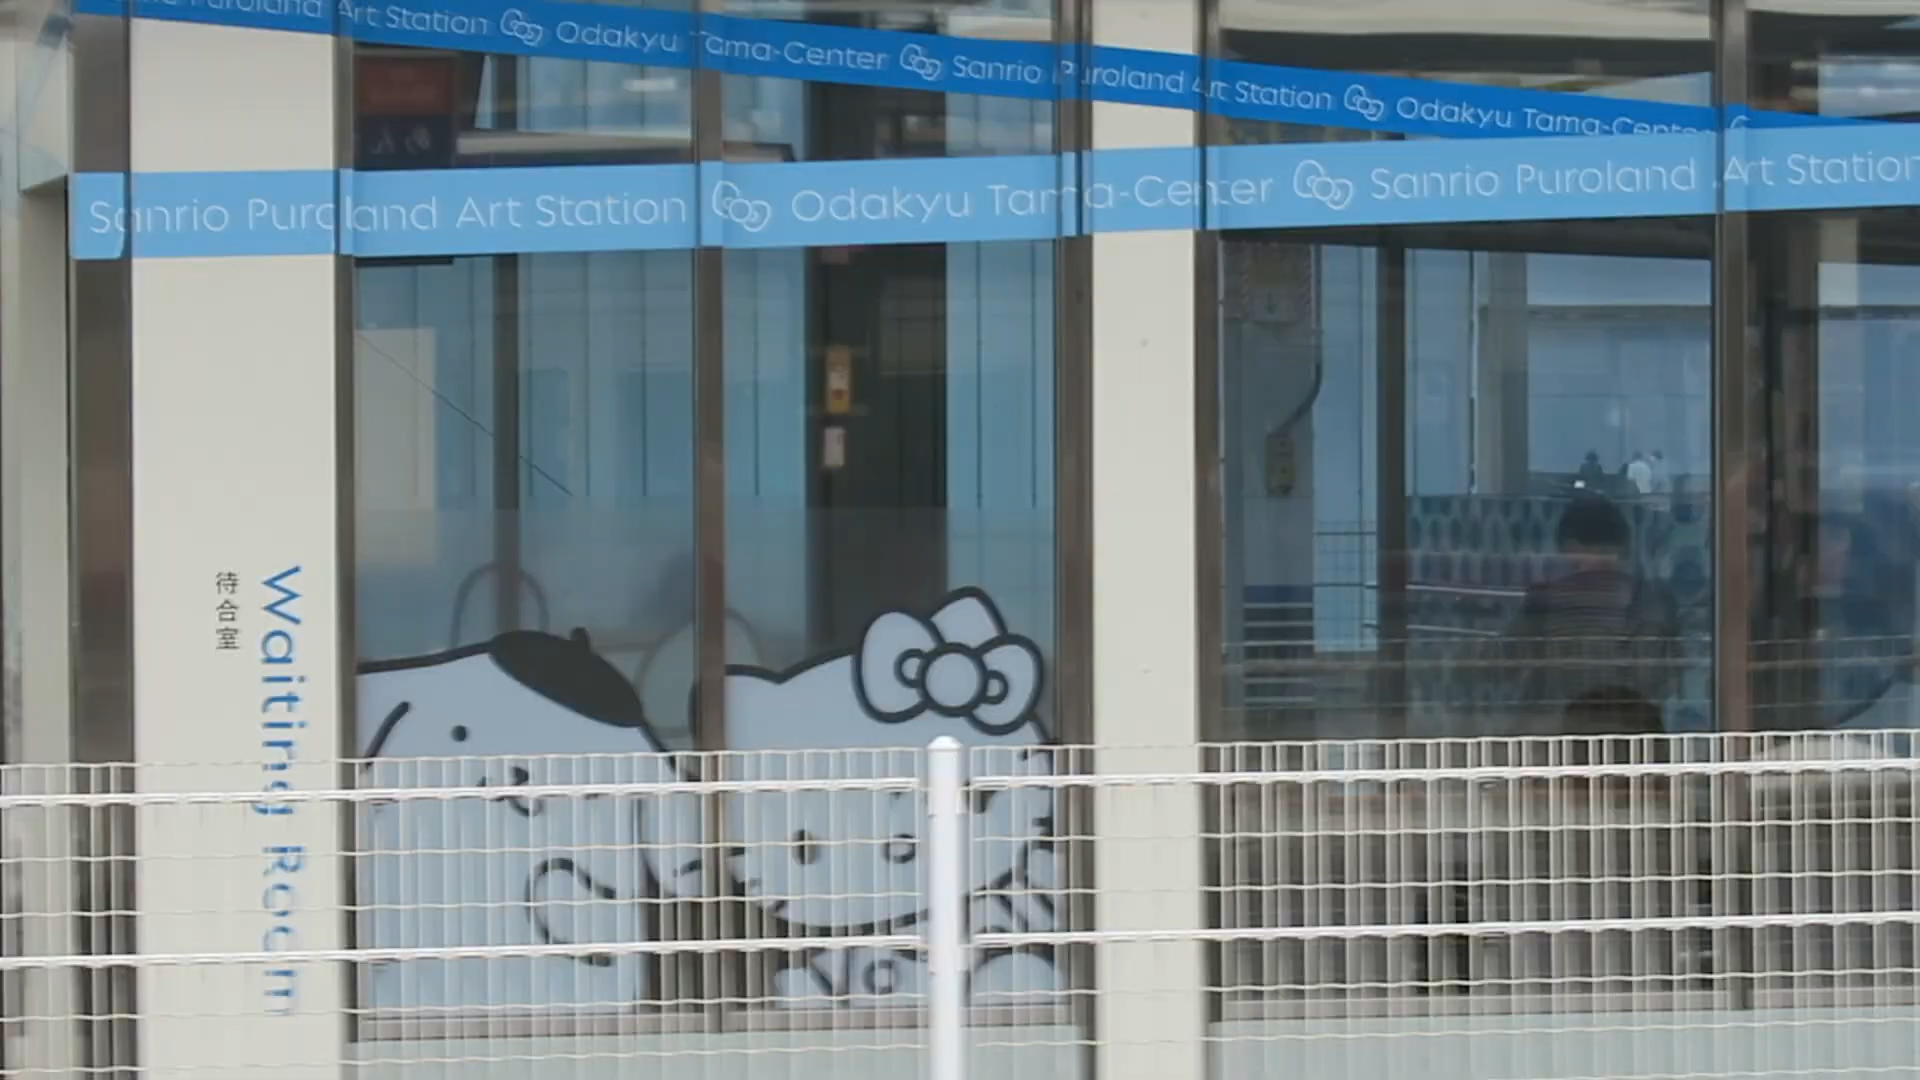 Puroland Art Station Odakyu Tama-Center Sanrio Puroland Art Station Odakyu Tama-Center
Sanrio Puroland Art Station Odakyu Tama-Center Sanrio Puroland Art Station
待合室
Waiting Room